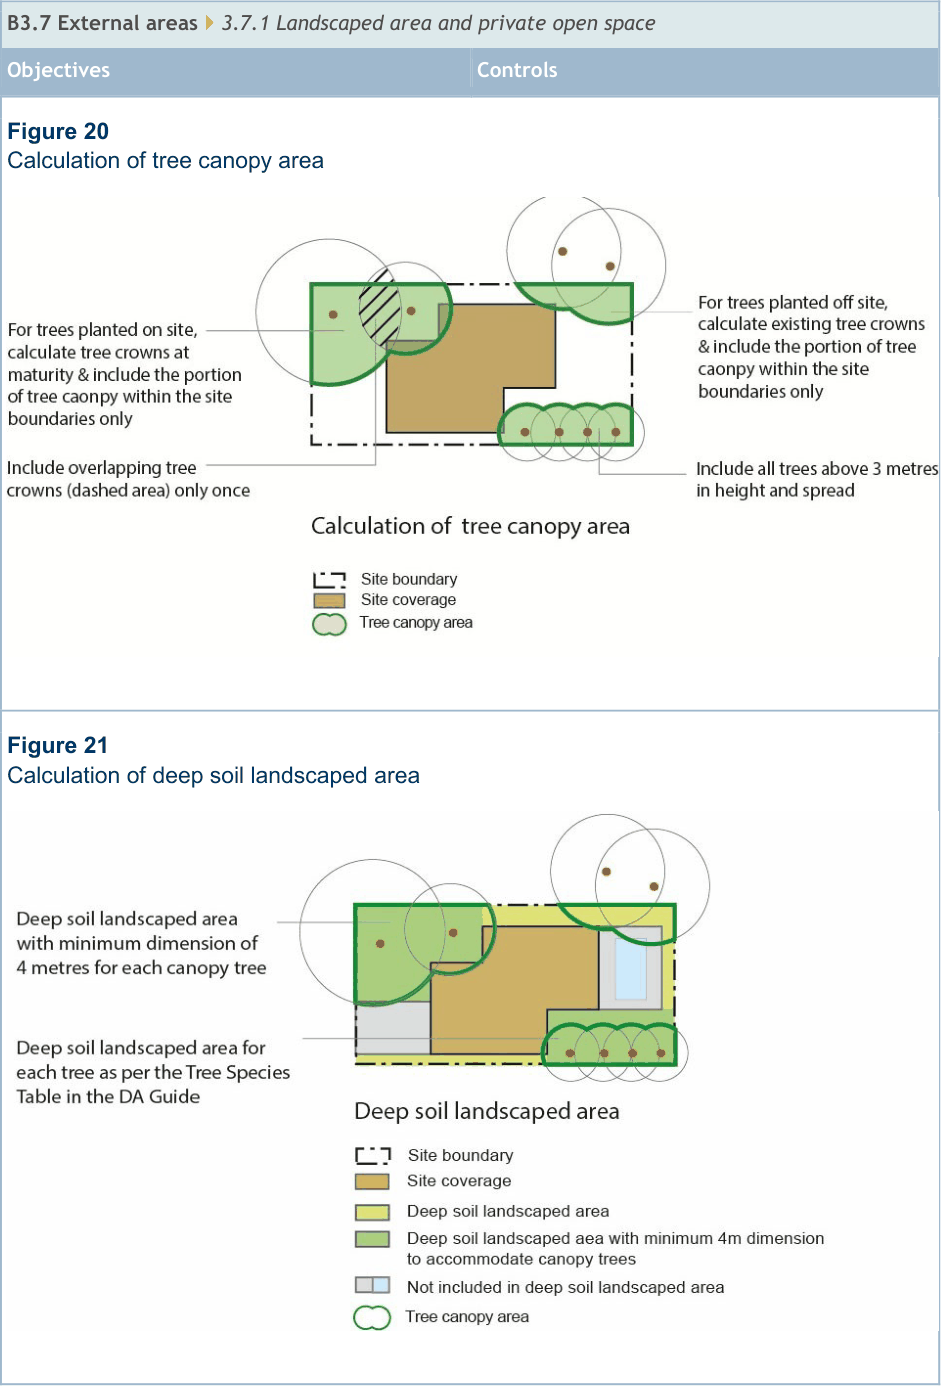 B3.7 External areas 3.7.1 Landscaped area and private open space
Objectives
Controls
Figure 20
Calculation of tree canopy area
For trees planted on site,
calculate tree crowns at
maturity & include the portion
of tree caonpy within the site
boundaries only
Include overlapping tree
crowns (dashed area) only once
For trees planted off site,
calculate existing tree crowns
& include the portion of tree
caonpy within the site
boundaries only
Include all trees above 3 metres
in height and spread
Calculation of tree canopy area
Site boundary
Site coverage
Tree canopy area
Figure 21
Calculation of deep soil landscaped area
Deep soil landscaped area
with minimum dimension of
4 metres for each canopy tree
Deep soil landscaped area for
each tree as per the Tree Species
Table in the DA Guide
Deep soil landscaped area
Site boundary
Site coverage
Deep soil landscaped area
Deep soil landscaped aea with minimum 4m dimension
to accommodate canopy trees
Not included in deep soil landscaped area
Tree canopy area